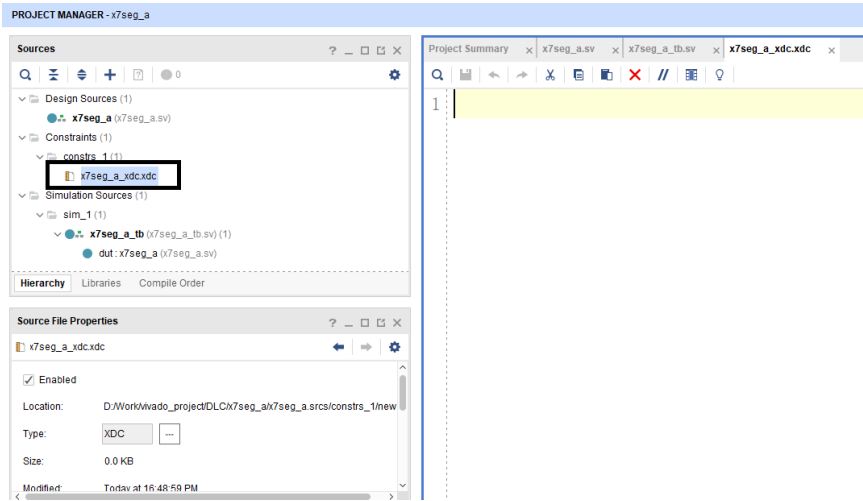 PROJECT MANAGER - x7seg_a
Sources
? _
0
Design Sources (1)
x7seg_a (x7seg_a.sv)
Constraints (1)
constrs_1 (1)
x7seg_a_xdc.xdc
Simulation Sources (1)
sim_1 (1)
x7seg_a_tb (x7seg_a_tb.sv) (1)
dut : x7seg_a (x7seg_a.sv)
Hierarchy Libraries Compile Order
Source File Properties
? _
x7seg_a_xdc.xdc
Enabled
Location: D:/Work/vivado_project/DLC/x7seg_a/x7seg_a.srcs/constrs_1/new
Type: XDC ...
Size: 0.0 KB
Modified: Today at 16:48:59 PM
Project Summary x x7seg_a.sv x x7seg_a_tb.sv x x7seg_a_xdc.xdc x
//
1